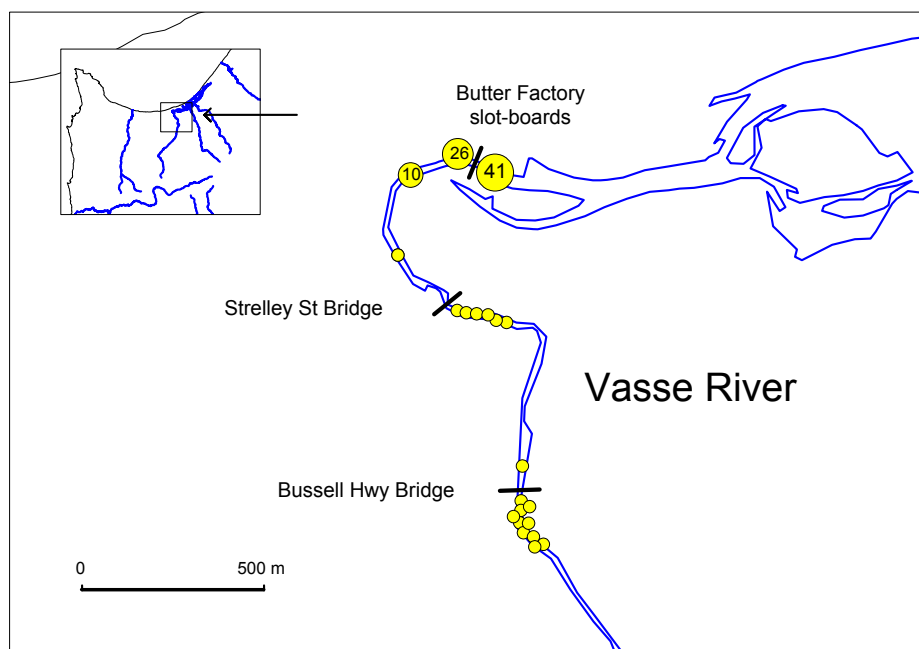 Butter Factory
slot-boards
26
10
41
Strelley St Bridge
Vasse River
Bussell Hwy Bridge
0
500 m